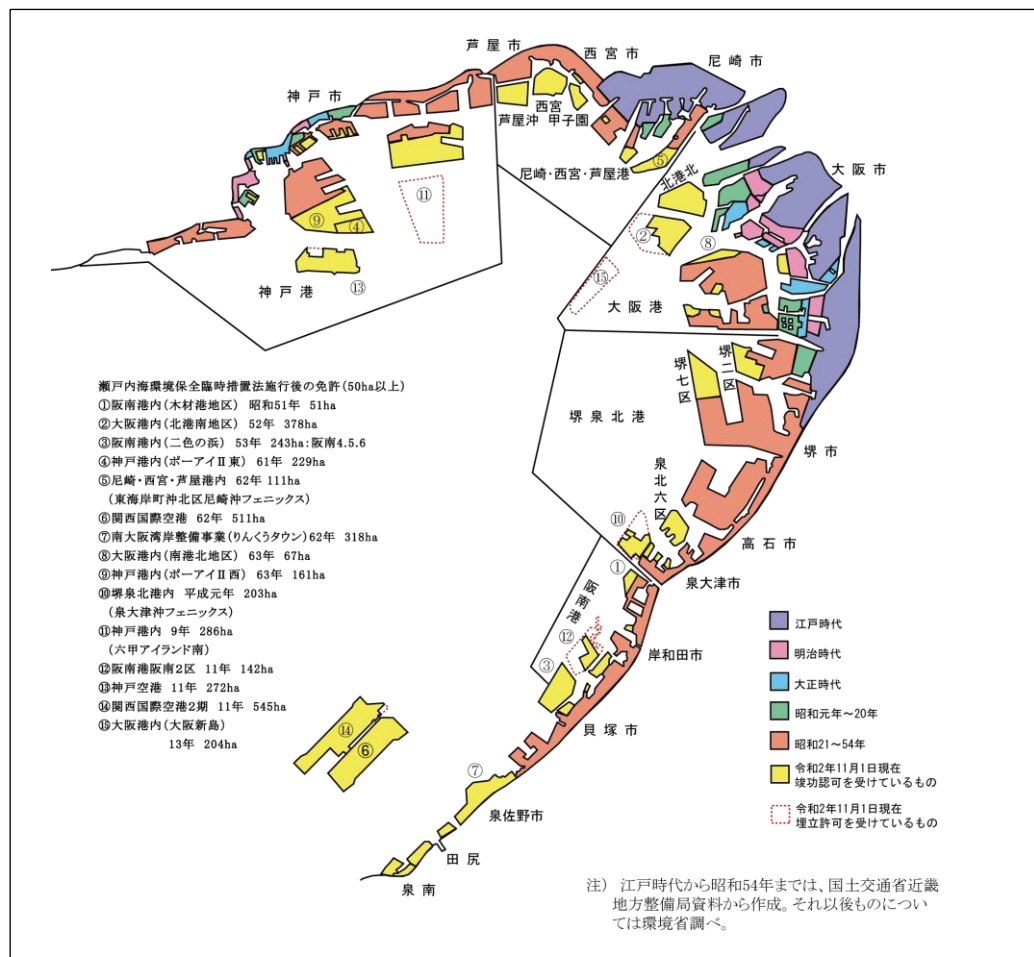 芦屋市
西宮市
尼崎市
神戸市
西宮
芦屋沖 甲子園
尼崎・西宮・芦屋港
⑤
北港北
大阪市
⑪
⑨
④
②
⑧
⑮
⑬
神戸港
大阪港
堺二区
堺七区
堺泉北港
堺市
泉北六区
⑩
高石市
①
泉大津市
阪南港
⑫
岸和田市
③
貝塚市
⑭
⑥
⑦
泉佐野市
田尻
泉南
瀬戸内海環境保全臨時措置法施行後の免許(50ha以上)
①阪南港内(木材港地区) 昭和51年 51ha
②大阪港内(北港南地区) 52年 378ha
③阪南港内(二色の浜) 53年 243ha:阪南4.5.6
④神戸港内(ポーアイⅡ東) 61年 229ha
⑤尼崎・西宮・芦屋港内 62年 111ha
(東海岸町沖北区尼崎沖フェニックス)
⑥関西国際空港 62年 511ha
⑦南大阪湾岸整備事業(りんくうタウン)62年 318ha
⑧大阪港内(南港北地区) 63年 67ha
⑨神戸港内(ポーアイⅡ西) 63年 161ha
⑩堺泉北港内 平成元年 203ha
(泉大津沖フェニックス)
⑪神戸港内 9年 286ha
(六甲アイランド南)
⑫阪南港阪南2区 11年 142ha
⑬神戸空港 11年 272ha
⑭関西国際空港2期 11年 545ha
⑮大阪港内(大阪新島)
13年 204ha
江戸時代
明治時代
大正時代
昭和元年～20年
昭和21～54年
令和2年11月1日現在
竣功認可を受けているもの
令和2年11月1日現在
埋立許可を受けているもの
注) 江戸時代から昭和54年までは、国土交通省近畿
地方整備局資料から作成。それ以後ものについ
ては環境省調べ。